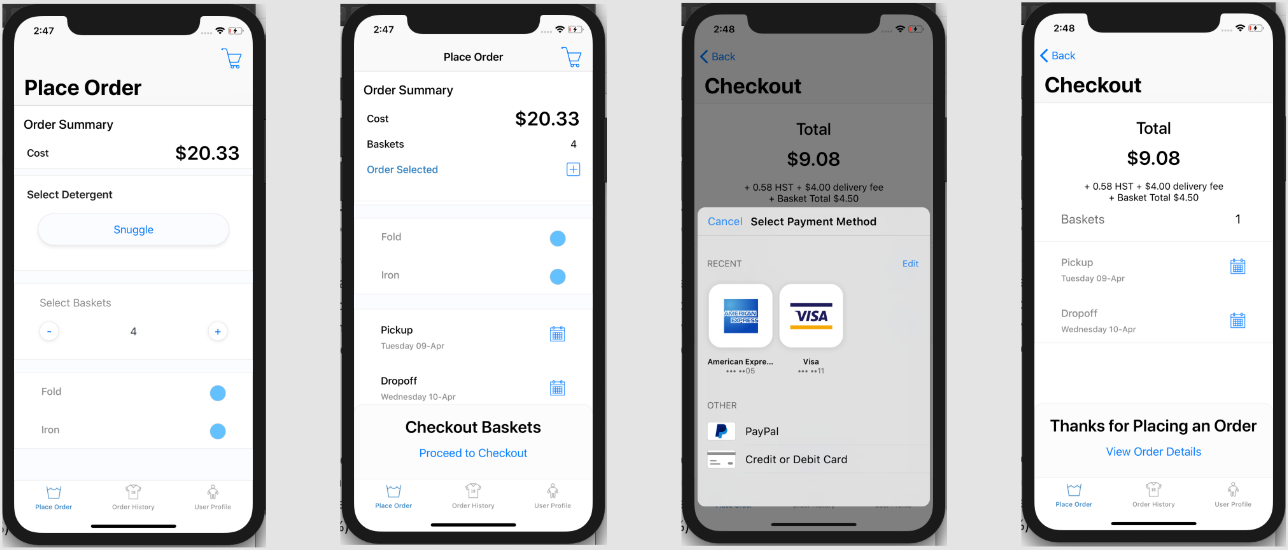 2:47
Place Order
Order Summary
Cost $20.33
Select Detergent
Snuggle
Select Baskets
- 4 +
Fold
Iron
Place Order Order History User Profile
2:47
Place Order
Order Summary
Cost $20.33
Baskets 4
Order Selected +
Fold
Iron
Pickup
Tuesday 09-Apr
Dropoff
Wednesday 10-Apr
Checkout Baskets
Proceed to Checkout
Place Order Order History User Profile
2:48
Back
Checkout
Total
$9.08
+ 0.58 HST + $4.00 delivery fee
+ Basket Total $4.50
Cancel Select Payment Method
RECENT Edit
AMERICAN EXPRESS
VISA
American Expre... Visa
••• ••05 ••• ••11
OTHER
PayPal
Credit or Debit Card
2:48
Back
Checkout
Total
$9.08
+ 0.58 HST + $4.00 delivery fee
+ Basket Total $4.50
Baskets 1
Pickup
Tuesday 09-Apr
Dropoff
Wednesday 10-Apr
Thanks for Placing an Order
View Order Details
Place Order Order History User Profile